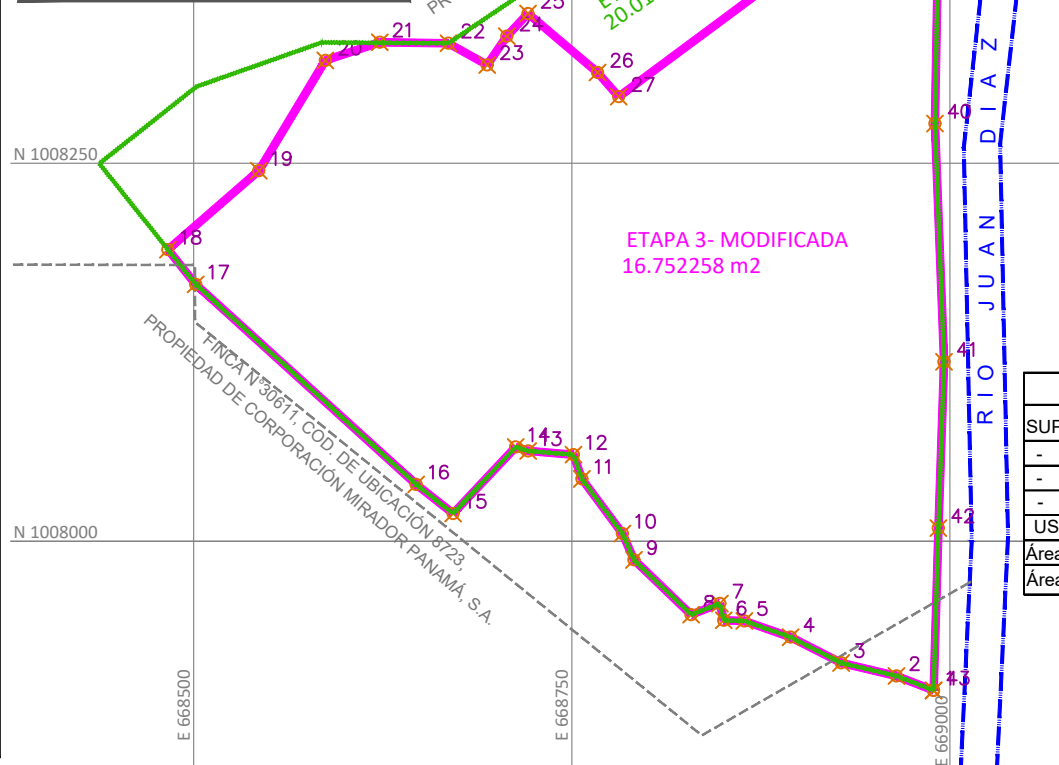 PR
E
20.01
25
24
21
22
20
23
26
27
40
N 1008250
19
18
17
ETAPA 3- MODIFICADA
16.752258 m2
RIO JUAN DIAZ
41
FINCA N°30611, COD. DE UBICACIÓN 8723,
PROPIEDAD DE CORPORACIÓN MIRADOR PANAMÁ, S.A.
SUP
-
-
-
US
Área
Área
14
13
12
11
16
15
N 1008000
42
10
9
8
7
6
5
4
3
2
43
E 668500
E 668750
E 669000